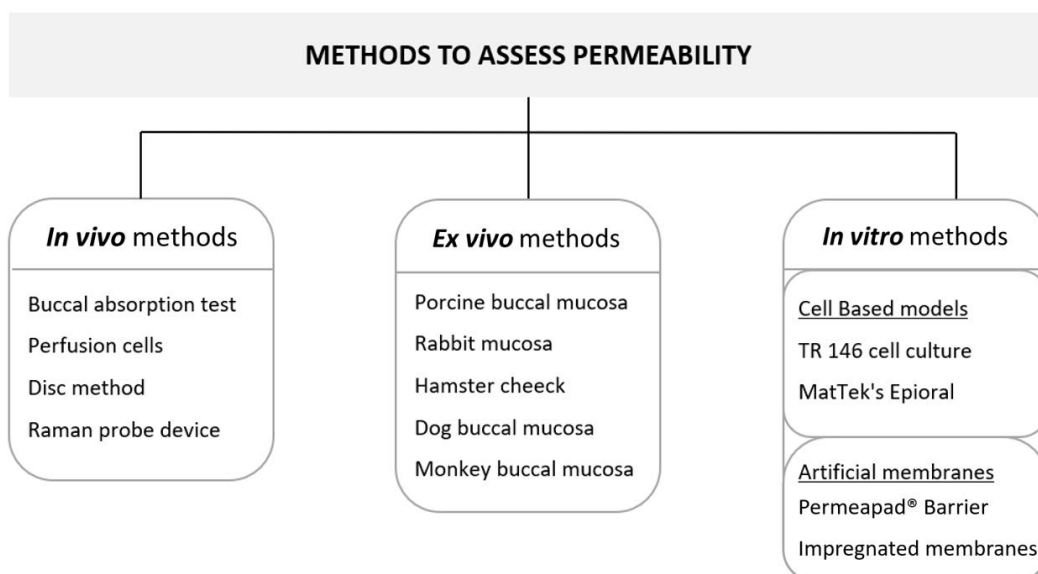 METHODS TO ASSESS PERMEABILITY
In vivo methods
Buccal absorption test
Perfusion cells
Disc method
Raman probe device
Ex vivo methods
Porcine buccal mucosa
Rabbit mucosa
Hamster cheeck
Dog buccal mucosa
Monkey buccal mucosa
In vitro methods
Cell Based models
TR 146 cell culture
MatTek's Epioral
Artificial membranes
Permeapad® Barrier
Impregnated membranes